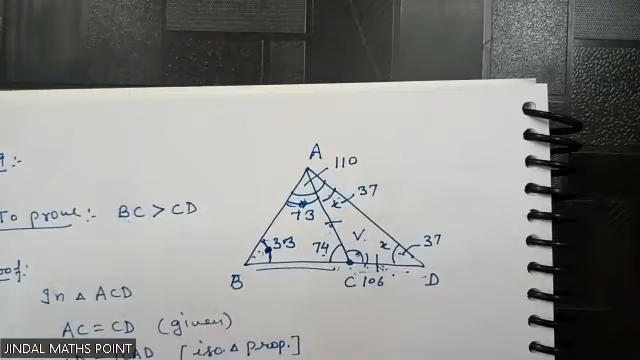 To prove:- BC > CD
A
110
37
x
73
33
74
x
37
B
C
106
D
In △ ACD
AC = CD (given)
[iso. △ prop.]
JINDAL MATHS POINT